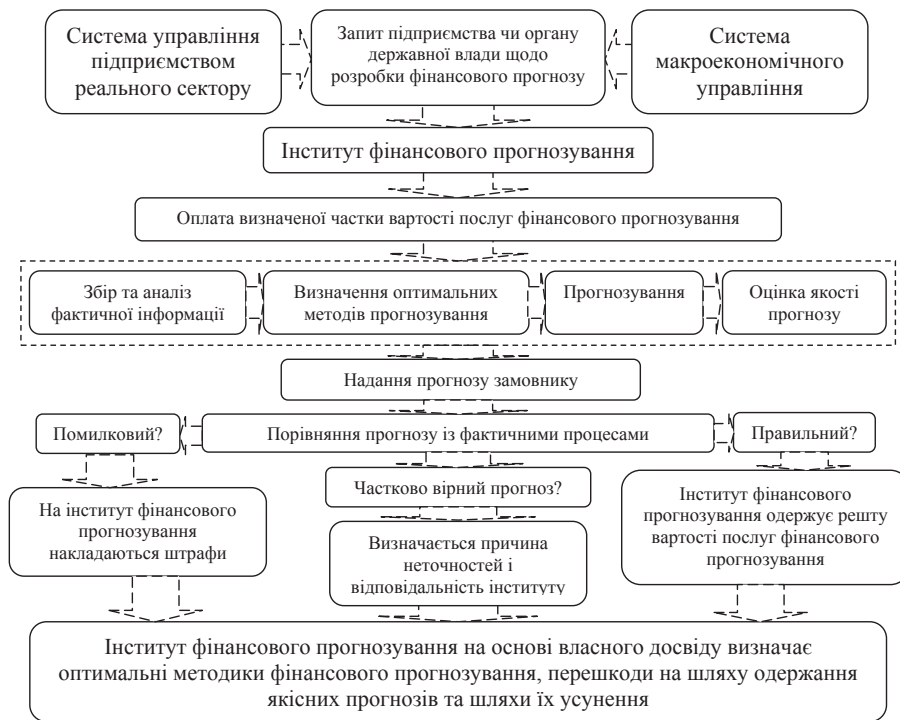 Система управління
підприємством
реального сектору
Запит підприємства чи органу
державної влади щодо
розробки фінансового прогнозу
Система
макроекономічного
управління
Інститут фінансового прогнозування
Оплата визначеної частки вартості послуг фінансового прогнозування
Збір та аналіз
фактичної інформації
Визначення оптимальних
методів прогнозування
Прогнозування
Оцінка якості
прогнозу
Надання прогнозу замовнику
Помилковий?
Порівняння прогнозу із фактичними процесами
Правильний?
Частково вірний прогноз?
На інститут фінансового
прогнозування
накладаються штрафи
Визначається причина
неточностей і
відповідальність інституту
Інститут фінансового
прогнозування одержує решту
вартості послуг фінансового
прогнозування
Інститут фінансового прогнозування на основі власного досвіду визначає
оптимальні методики фінансового прогнозування, перешкоди на шляху одержання
якісних прогнозів та шляхи їх усунення